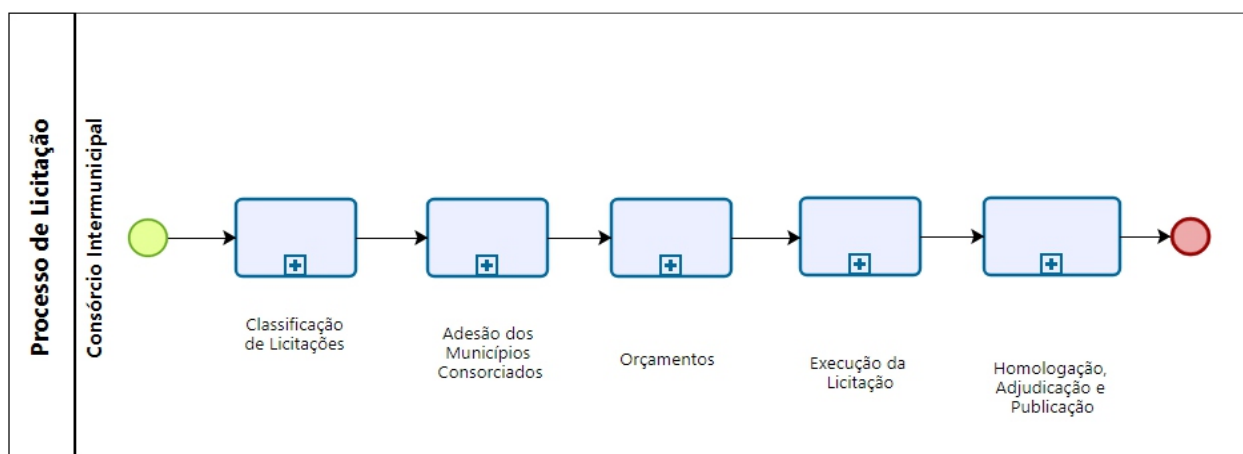 Processo de Licitação
Consórcio Intermunicipal
Classificação
de Licitações
Adesão dos
Municípios
Consorciados
Orçamentos
Execução da
Licitação
Homologação,
Adjudicação e
Publicação